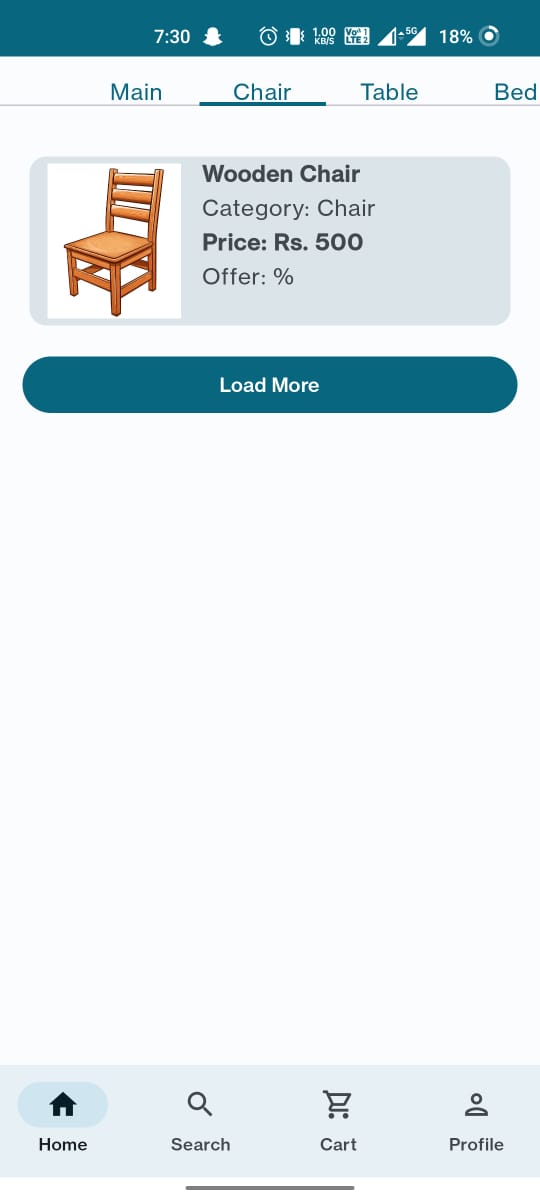 7:30 1.00 KB/S Vo 1 LTE 2 5G 18%
Main Chair Table Bed
Wooden Chair
Category: Chair
Price: Rs. 500
Offer: %
Load More
Home Search Cart Profile